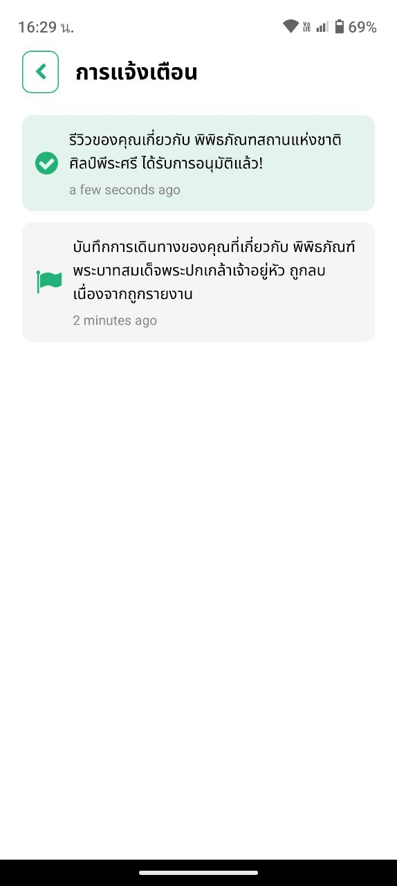 16:29 น.
Vo LTE 69%
การแจ้งเตือน
รีวิวของคุณเกี่ยวกับ พิพิธภัณฑสถานแห่งชาติ
ศิลป์พีระศรี ได้รับการอนุมัติแล้ว!
a few seconds ago
บันทึกการเดินทางของคุณที่เกี่ยวกับ พิพิธภัณฑ์
พระบาทสมเด็จพระปกเกล้าเจ้าอยู่หัว ถูกลบ
เนื่องจากถูกรายงาน
2 minutes ago